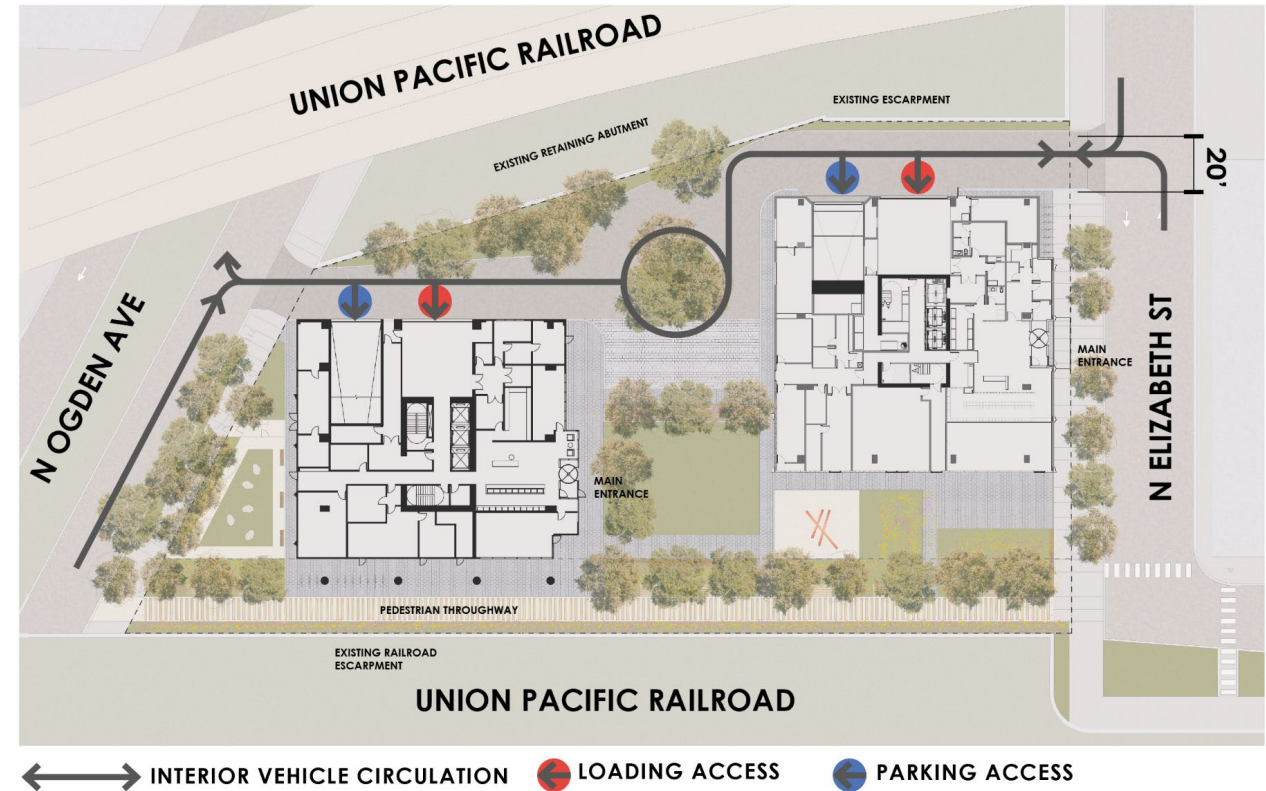 UNION PACIFIC RAILROAD
EXISTING ESCARPMENT
EXISTING RETAINING ABUTMENT
20'
N OGDEN AVE
N ELIZABETH ST
MAIN
ENTRANCE
MAIN
ENTRANCE
PEDESTRIAN THROUGHWAY
EXISTING RAILROAD
ESCARPMENT
UNION PACIFIC RAILROAD
INTERIOR VEHICLE CIRCULATION
LOADING ACCESS
PARKING ACCESS